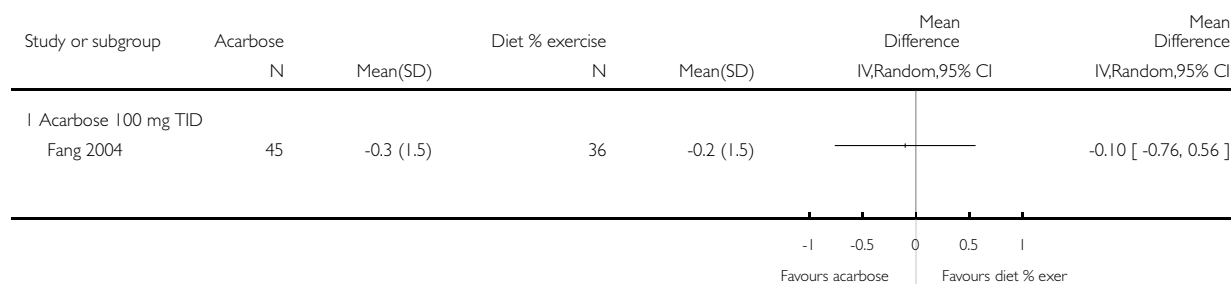 Study or subgroup Acarbose Diet % exercise Mean Difference Mean Difference
N Mean(SD) N Mean(SD) IV,Random,95% CI IV,Random,95% CI
1 Acarbose 100 mg TID
Fang 2004 45 -0.3 (1.5) 36 -0.2 (1.5) -0.10 [ -0.76, 0.56 ]
-1 -0.5 0 0.5 1
Favours acarbose Favours diet % exer